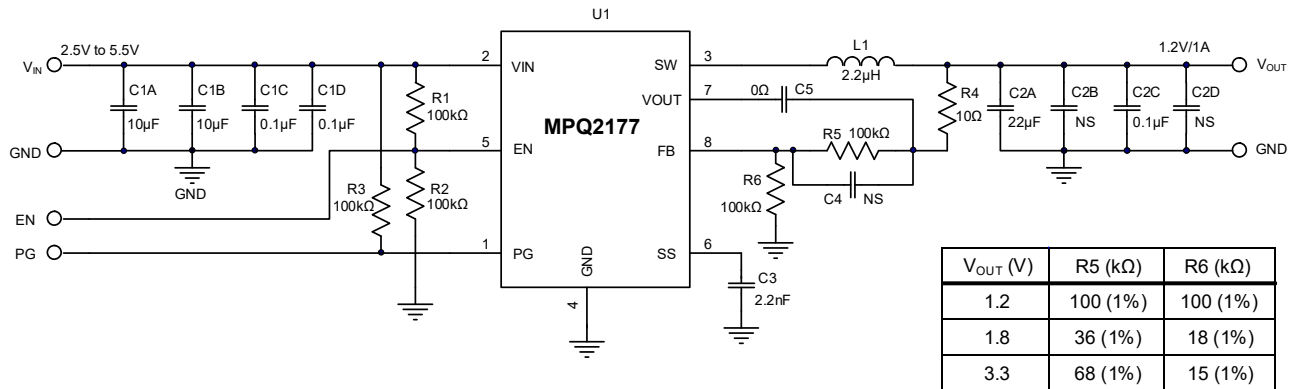 U1
2.5V to 5.5V
VIN
C1A
10µF
C1B
10µF
C1C
0.1µF
C1D
0.1µF
R1
100kΩ
GND
GND
R3
100kΩ
R2
100kΩ
EN
PG
2
VIN
5
EN
1
PG
MPQ2177
GND
4
SW
3
VOUT
7
FB
8
SS
6
L1
2.2µH
0Ω
C5
R4
10Ω
R5
100kΩ
R6
100kΩ
C4
NS
C3
2.2nF
C2A
22µF
C2B
NS
C2C
0.1µF
C2D
NS
1.2V/1A
VOUT
GND
VOUT (V) R5 (kΩ) R6 (kΩ)
1.2 100 (1%) 100 (1%)
1.8 36 (1%) 18 (1%)
3.3 68 (1%) 15 (1%)